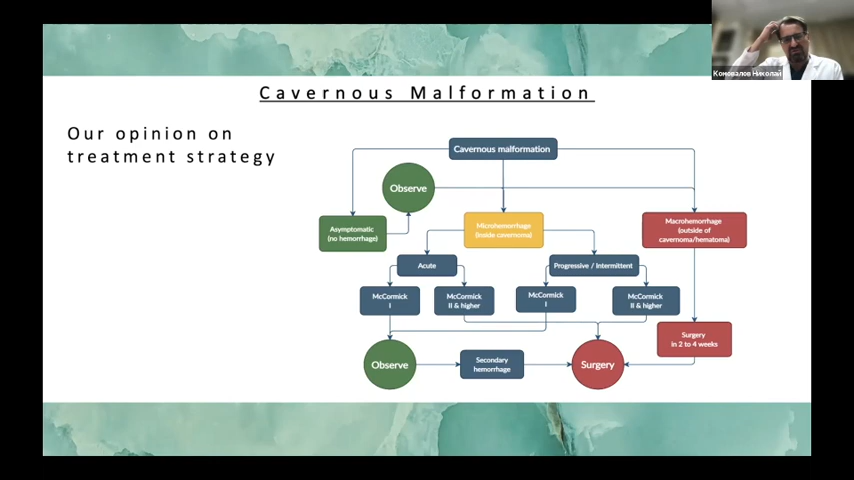 Коновалов Николай
Cavernous Malformation
Our opinion on
treatment strategy
Cavernous malformation
Observe
Asymptomatic
(no hemorrhage)
Microhemorrhage
(inside cavernoma)
Macrohemorrhage
(outside of
cavernoma/hematoma)
Acute
Progressive / Intermittent
McCormick
I
McCormick
II & higher
McCormick
I
McCormick
II & higher
Surgery
in 2 to 4 weeks
Observe
Secondary
hemorrhage
Surgery